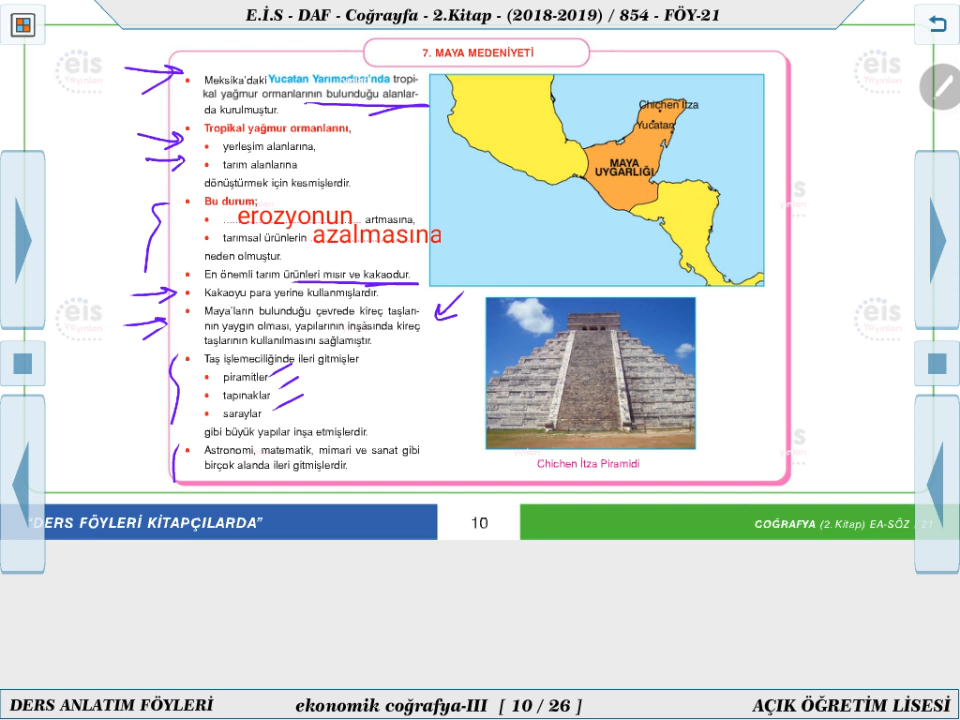 E.İ.S - DAF - Coğrayfa - 2.Kitap - (2018-2019) / 854 - FÖY-21
7. MAYA MEDENİYETİ
• Meksika'daki Yucatan Yarımadası'nda tropi-
kal yağmur ormanlarının bulunduğu alanlar-
da kurulmuştur.
• Tropikal yağmur ormanlarını,
• yerleşim alanlarına,
• tarım alanlarına
dönüştürmek için kesmişlerdir.
• Bu durum;
• erozyonun artmasına,
• tarımsal ürünlerin azalmasına
neden olmuştur.
• En önemli tarım ürünleri mısır ve kakaodur.
• Kakaoyu para yerine kullanmışlardır.
• Maya'ların bulunduğu çevrede kireç taşları-
nın yaygın olması, yapılarının inşasında kireç
taşlarının kullanılmasını sağlamıştır.
• Taş işlemeciliğinde ileri gitmişler
• piramitler
• tapınaklar
• saraylar
gibi büyük yapılar inşa etmişlerdir.
• Astronomi, matematik, mimari ve sanat gibi
birçok alanda ileri gitmişlerdir.
Chichen Itza
Yucatan
MAYA
UYGARLIĞI
Chichen İtza Piramidi
eis
Yayınları
"DERS FÖYLERİ KİTAPÇILARDA"
10
COĞRAFYA (2. Kitap) EA-SÖZ / 21
DERS ANLATIM FÖYLERİ
ekonomik coğrafya-III [ 10 / 26 ]
AÇIK ÖĞRETİM LİSESİ